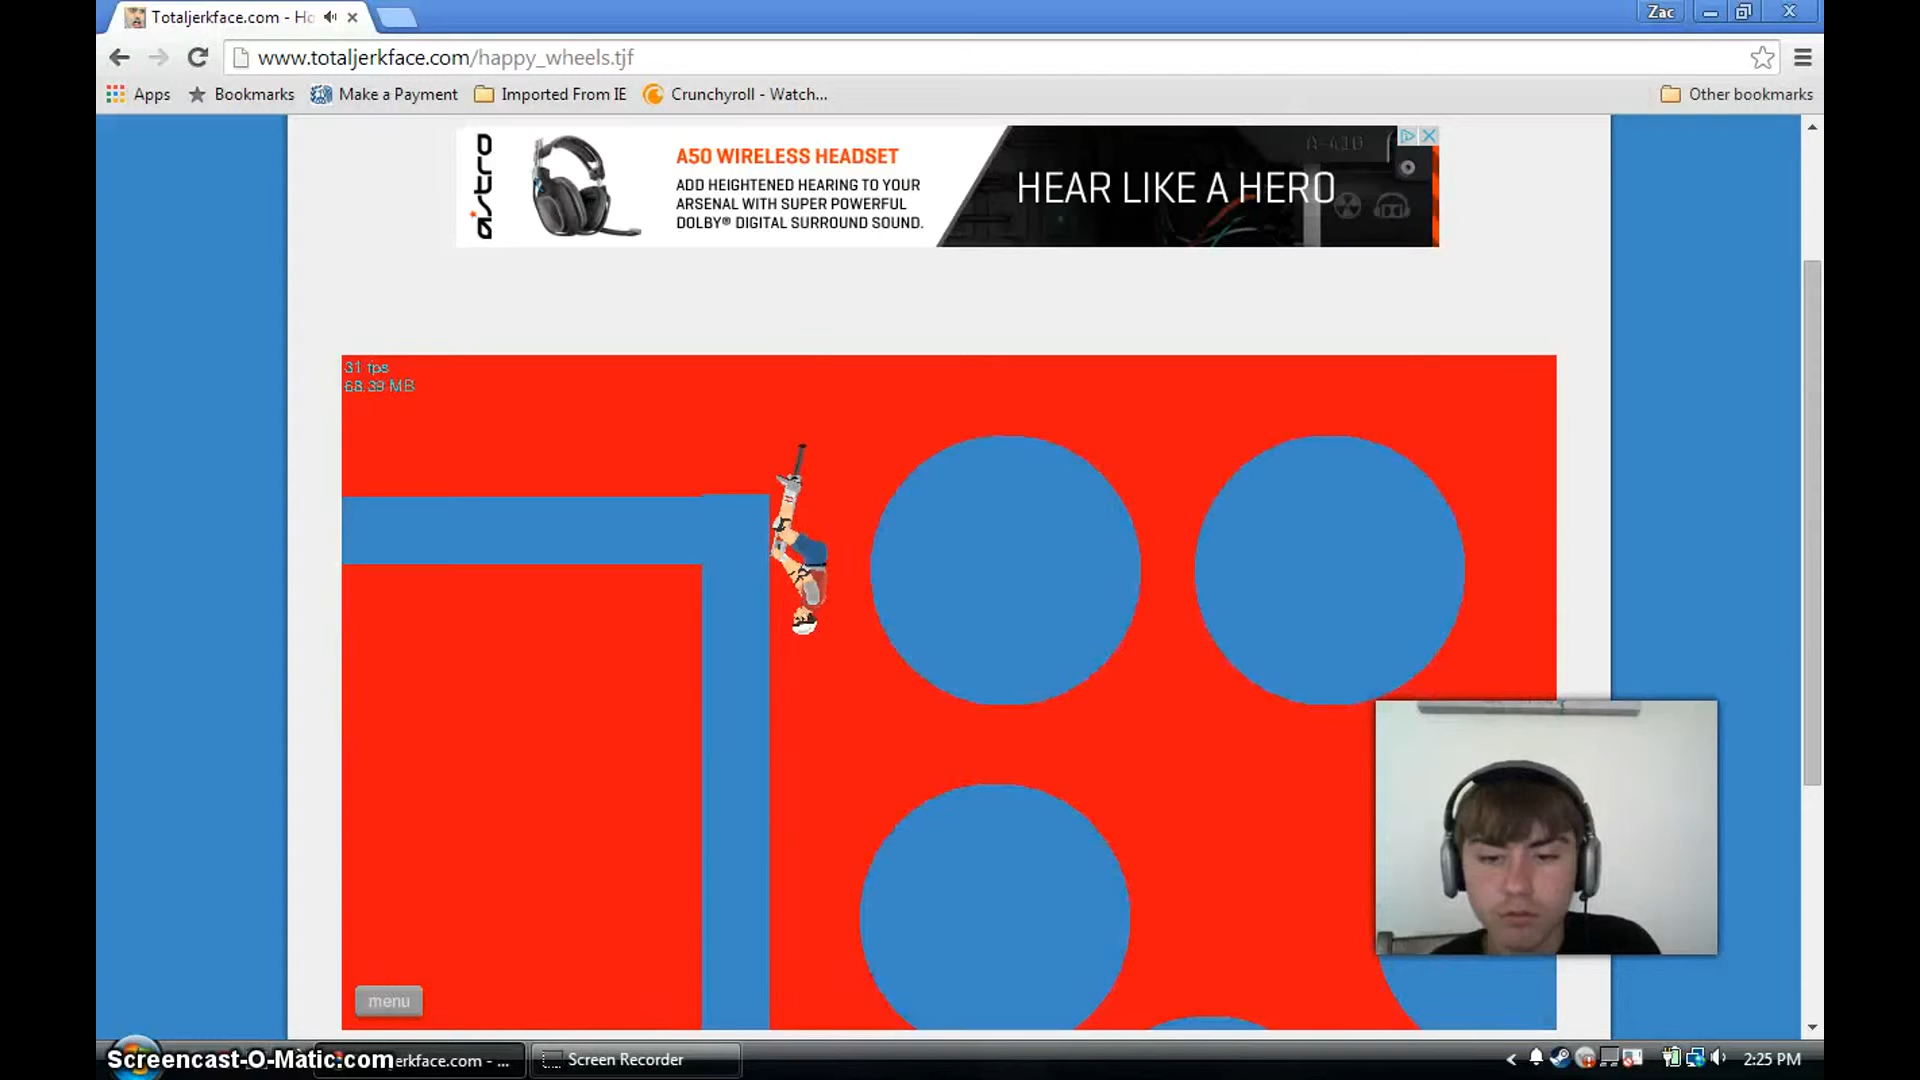 Totaljerkface.com - Ho
Zac
www.totaljerkface.com/happy_wheels.tjf
Apps
Bookmarks
Make a Payment
Imported From IE
Crunchyroll - Watch...
Other bookmarks
astro
A50 WIRELESS HEADSET
ADD HEIGHTENED HEARING TO YOUR
ARSENAL WITH SUPER POWERFUL
DOLBY® DIGITAL SURROUND SOUND.
HEAR LIKE A HERO
31 fps
68.39 MB
menu
Screencast-O-Matic.com
erkface.com - ...
Screen Recorder
2:25 PM